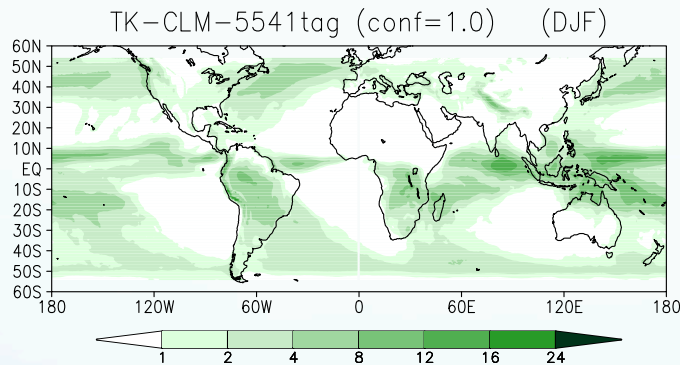 TK-CLM-5541tag (conf=1.0) (DJF)
60N
50N
40N
30N
20N
10N
EQ
10S
20S
30S
40S
50S
60S
180 120W 60W 0 60E 120E 180
1 2 4 8 12 16 24